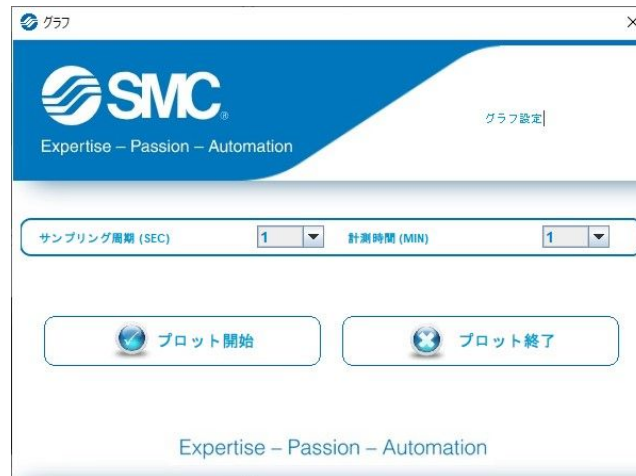 グラフ
SMC®
Expertise – Passion – Automation
グラフ設定
サンプリング周期 (SEC) 1 計測時間 (MIN) 1
プロット開始 プロット終了
Expertise – Passion – Automation